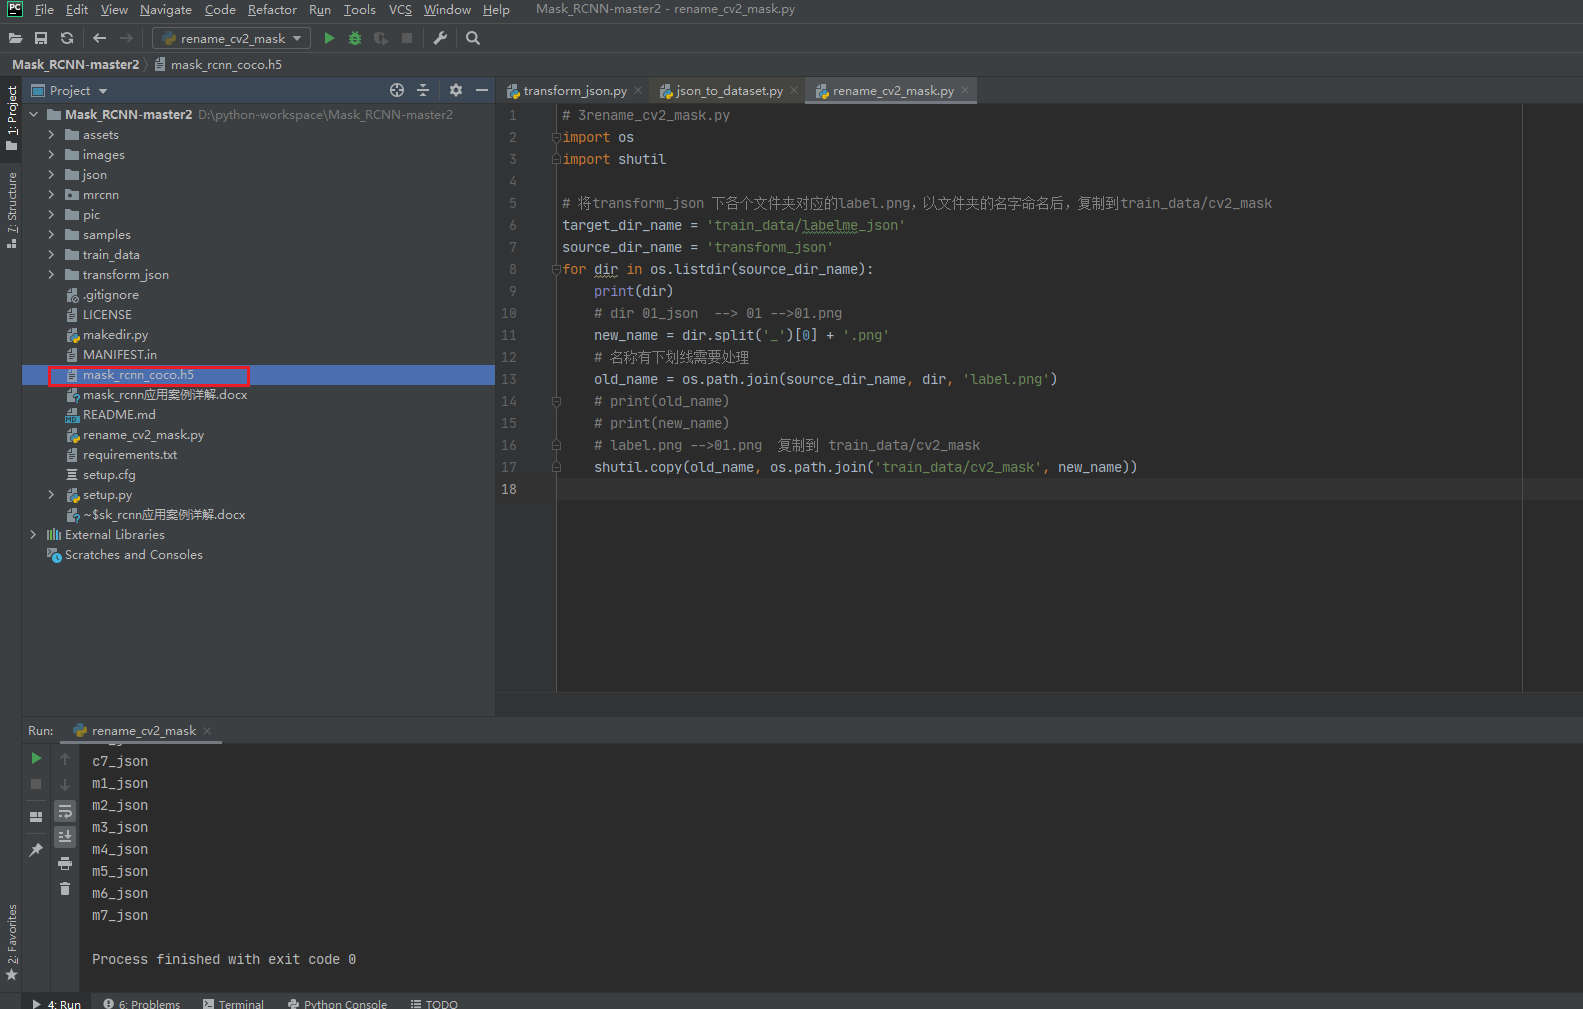 PC File Edit View Navigate Code Refactor Run Tools VCS Window Help Mask_RCNN-master2 - rename_cv2_mask.py
rename_cv2_mask
Mask_RCNN-master2 mask_rcnn_coco.h5
1: Project
7: Structure
2: Favorites
Project
Mask_RCNN-master2 D:\python-workspace\Mask_RCNN-master2
assets
images
json
mrcnn
pic
samples
train_data
transform_json
.gitignore
LICENSE
makedir.py
MANIFEST.in
mask_rcnn_coco.h5
mask_rcnn应用案例详解.docx
README.md
rename_cv2_mask.py
requirements.txt
setup.cfg
setup.py
~$sk_rcnn应用案例详解.docx
External Libraries
Scratches and Consoles
transform_json.py json_to_dataset.py rename_cv2_mask.py
1 # 3rename_cv2_mask.py
2 import os
3 import shutil
4
5 # 将transform_json 下各个文件夹对应的label.png，以文件夹的名字命名后，复制到train_data/cv2_mask
6 target_dir_name = 'train_data/labelme_json'
7 source_dir_name = 'transform_json'
8 for dir in os.listdir(source_dir_name):
9 print(dir)
10 # dir 01_json --> 01 -->01.png
11 new_name = dir.split('_')[0] + '.png'
12 # 名称有下划线需要处理
13 old_name = os.path.join(source_dir_name, dir, 'label.png')
14 # print(old_name)
15 # print(new_name)
16 # label.png -->01.png 复制到 train_data/cv2_mask
17 shutil.copy(old_name, os.path.join('train_data/cv2_mask', new_name))
18
Run: rename_cv2_mask
c7_json
m1_json
m2_json
m3_json
m4_json
m5_json
m6_json
m7_json
Process finished with exit code 0
4: Run 6: Problems Terminal Python Console TODO